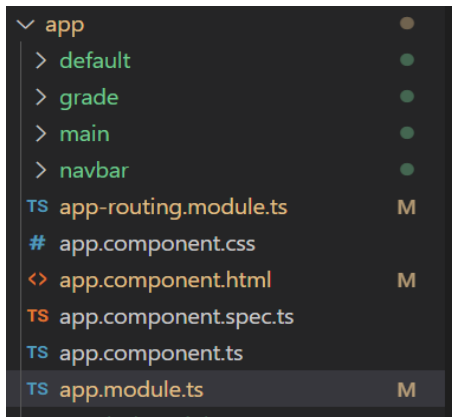 app
default
grade
main
navbar
TS app-routing.module.ts M
# app.component.css
<> app.component.html M
TS app.component.spec.ts
TS app.component.ts
TS app.module.ts M